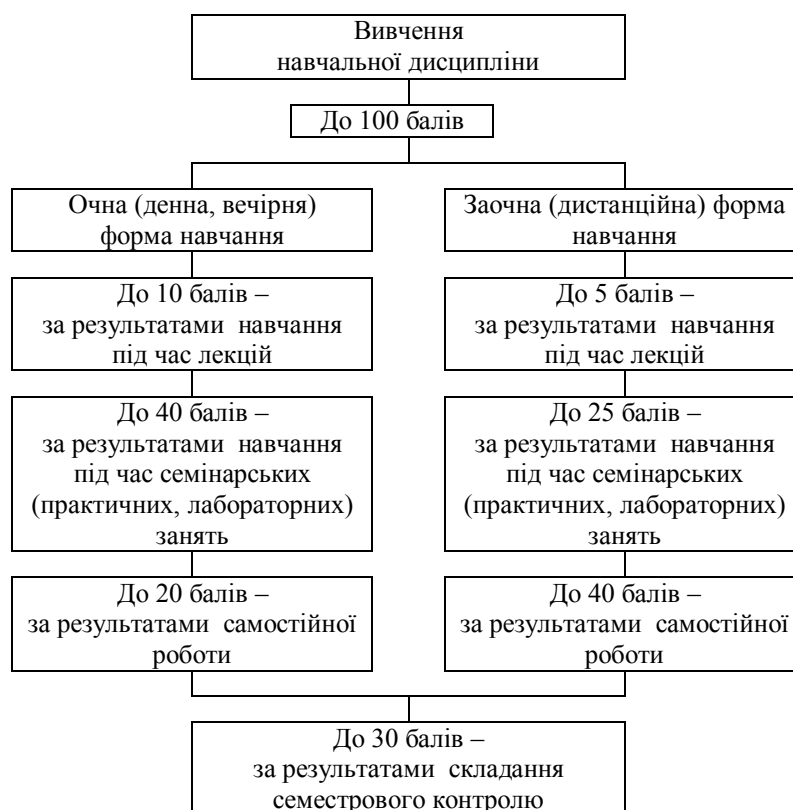 Вивчення
навчальної дисципліни
До 100 балів
Очна (денна, вечірня)
форма навчання
Заочна (дистанційна) форма
навчання
До 10 балів –
за результатами навчання
під час лекцій
До 5 балів –
за результатами навчання
під час лекцій
До 40 балів –
за результатами навчання
під час семінарських
(практичних, лабораторних)
занять
До 25 балів –
за результатами навчання
під час семінарських
(практичних, лабораторних)
занять
До 20 балів –
за результатами самостійної
роботи
До 40 балів –
за результатами самостійної
роботи
До 30 балів –
за результатами складання
семестрового контролю